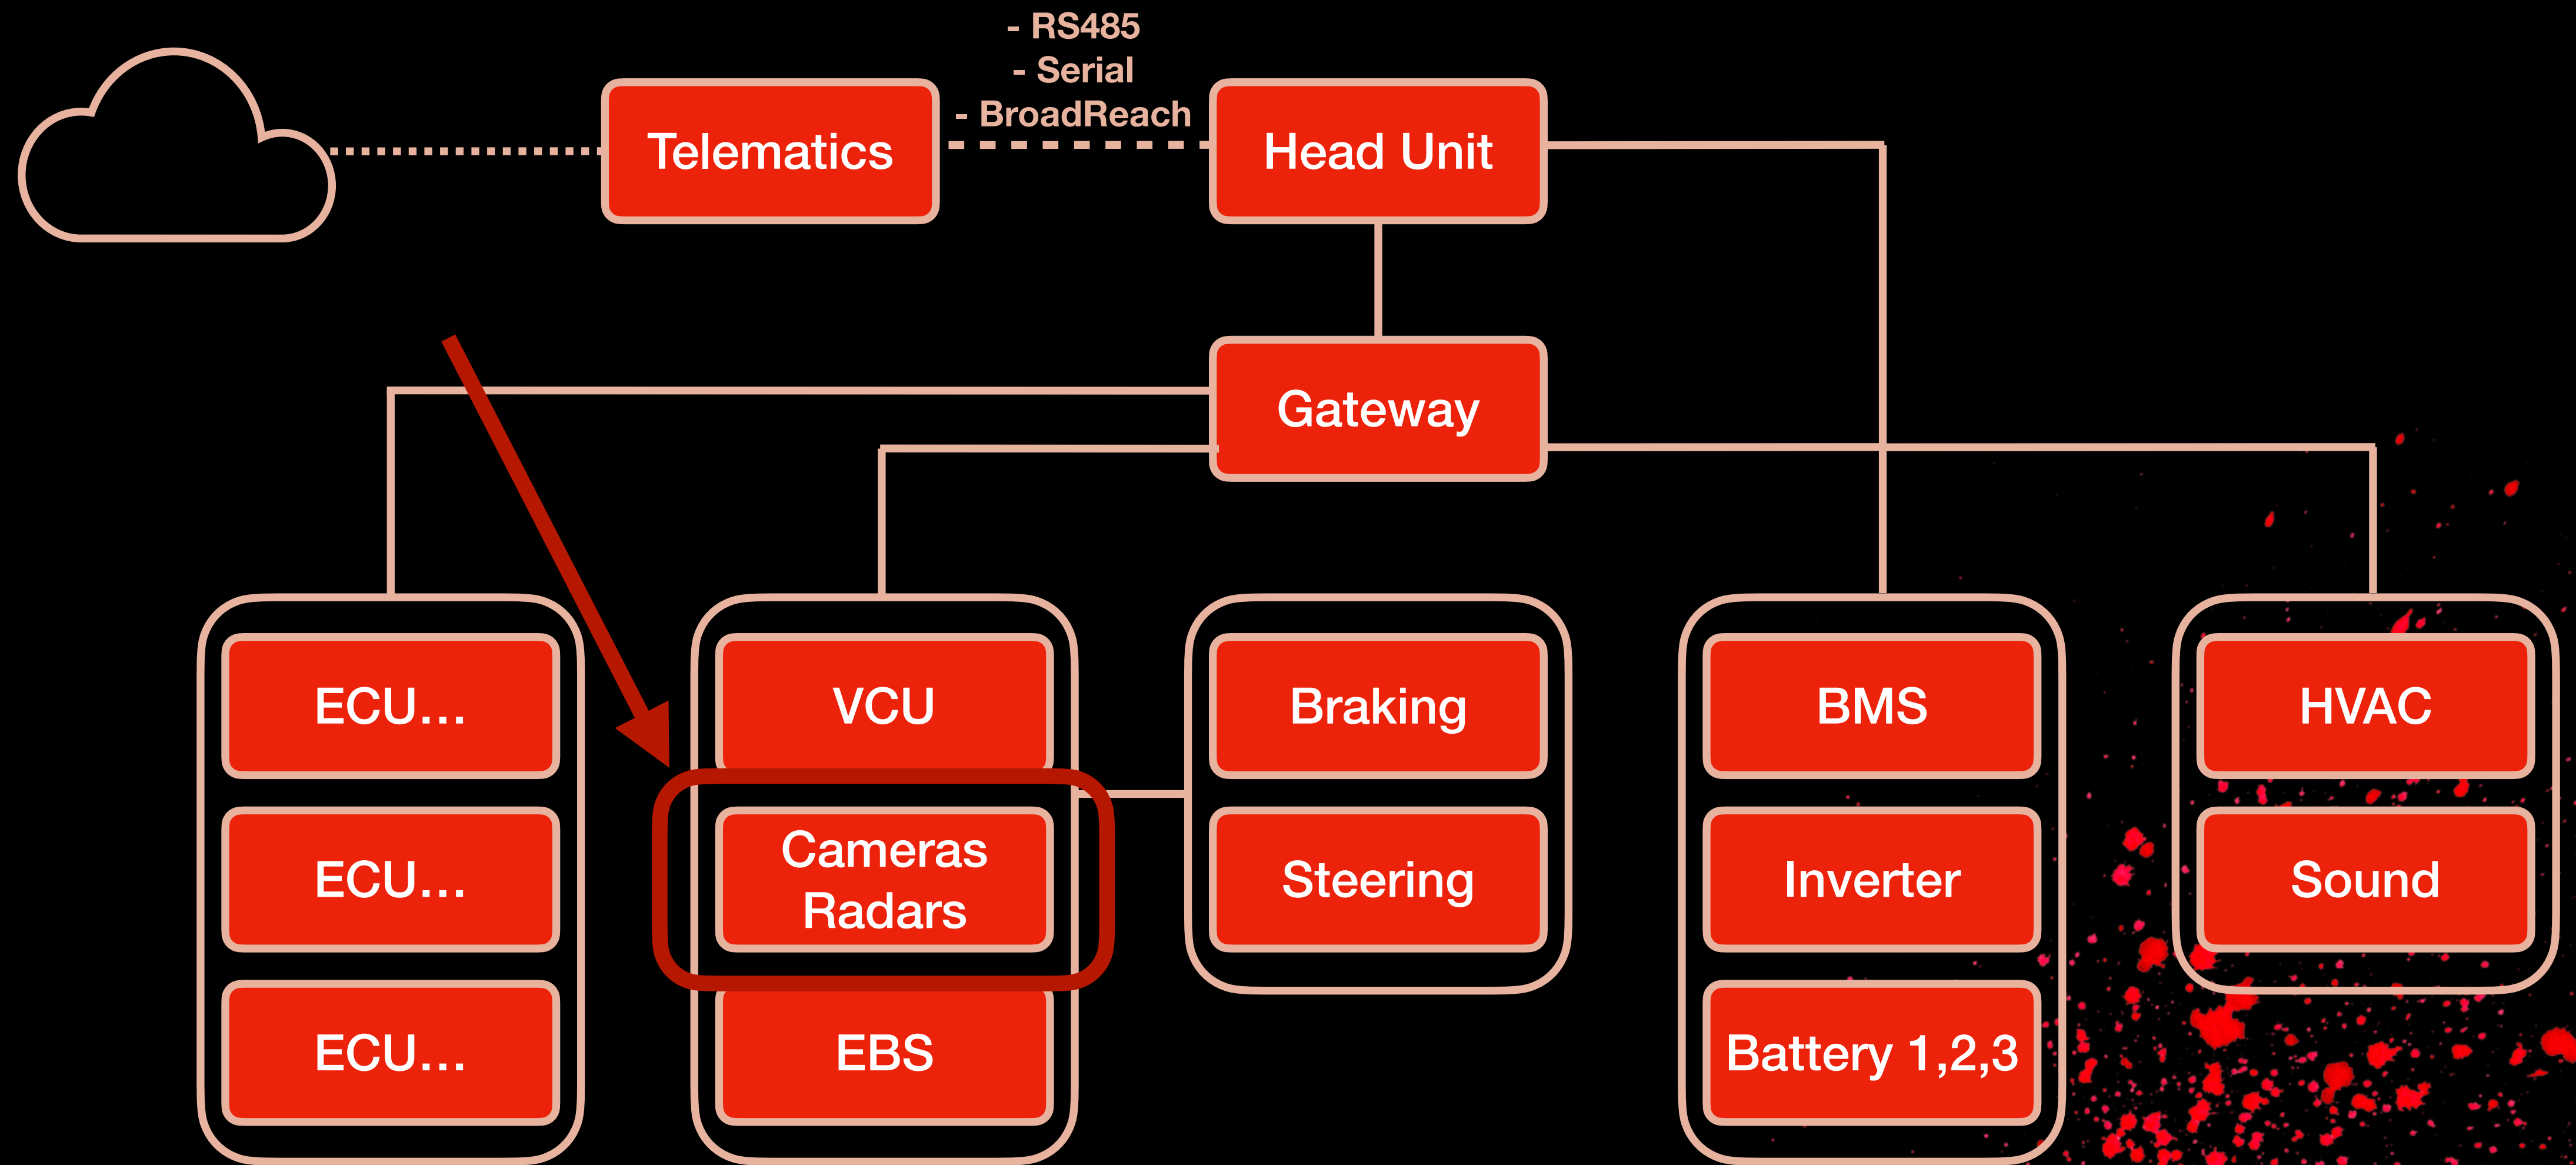 - RS485
- Serial
- BroadReach
Telematics
Head Unit
Gateway
ECU...
ECU...
ECU...
VCU
Cameras
Radars
EBS
Braking
Steering
BMS
Inverter
Battery 1,2,3
HVAC
Sound